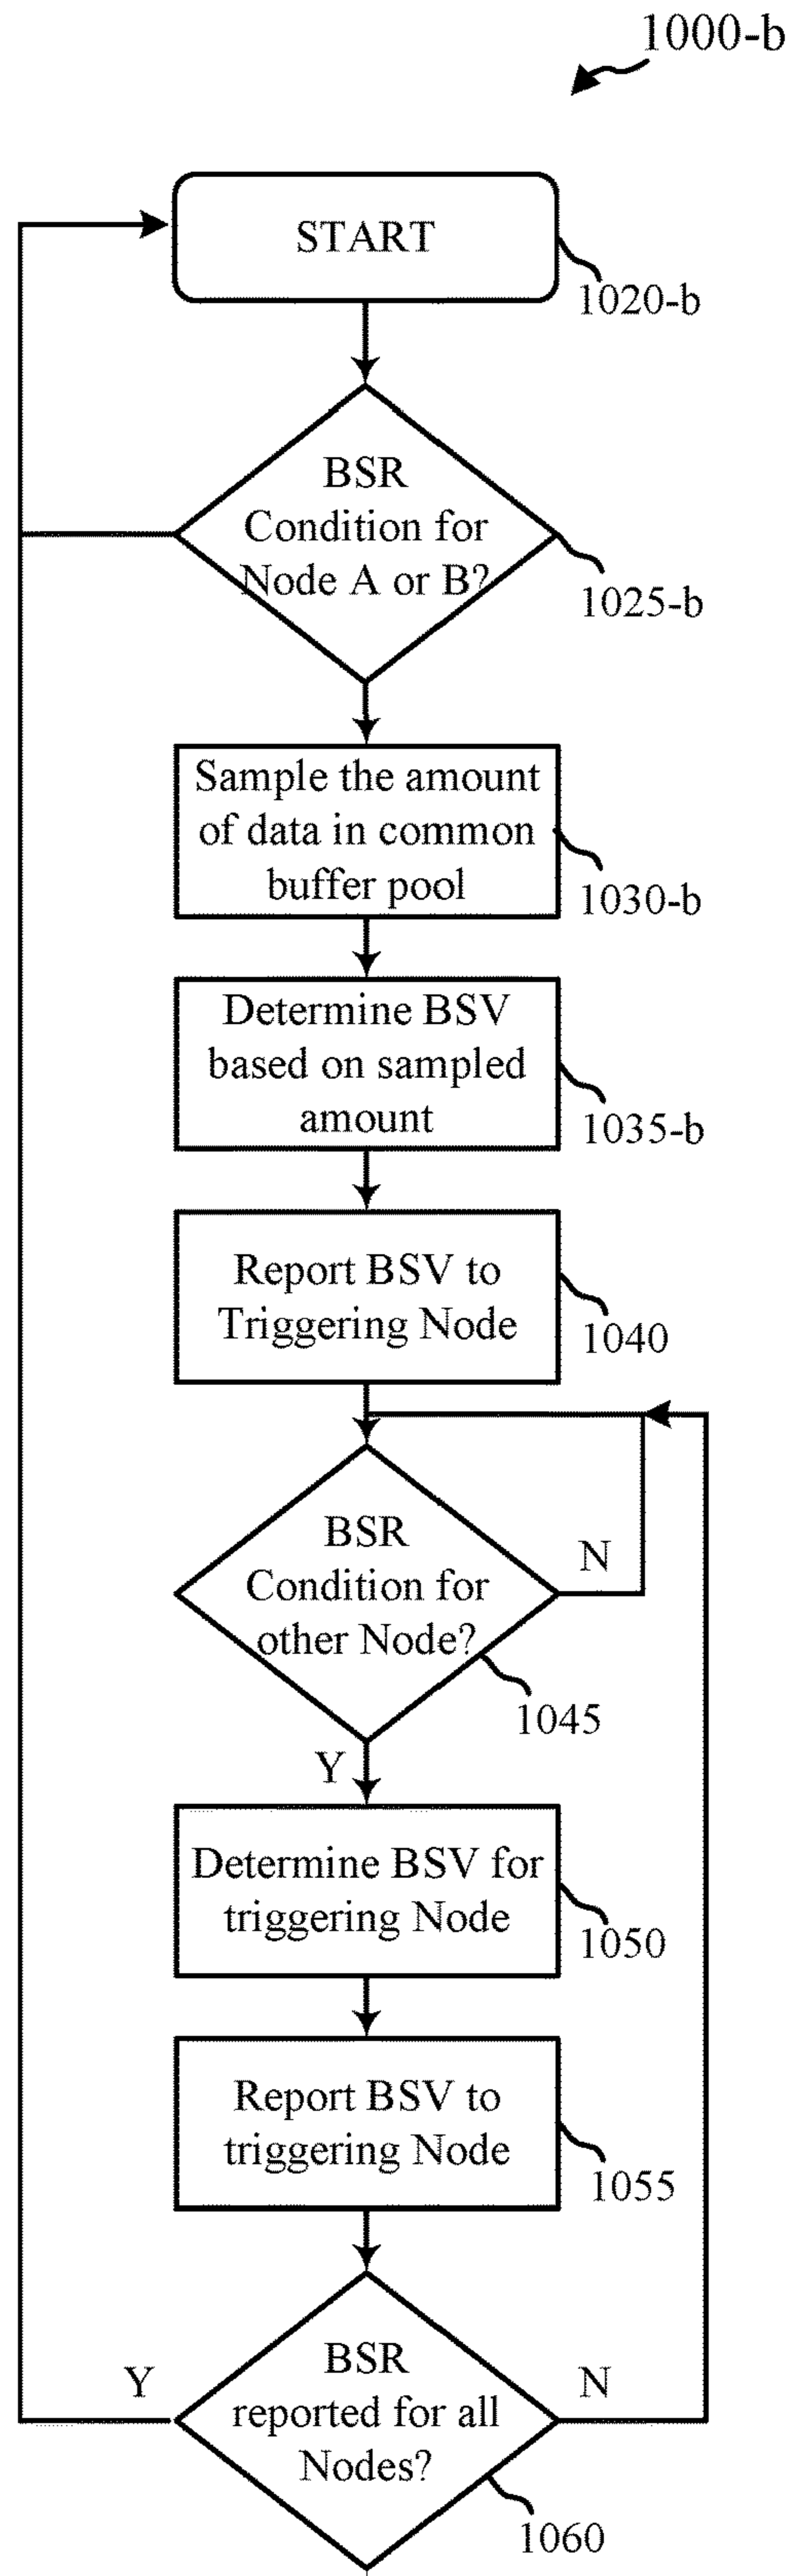 1000-b
START
1020-b
BSR
Condition for
Node A or B?
1025-b
Sample the amount
of data in common
buffer pool
1030-b
Determine BSV
based on sampled
amount
1035-b
Report BSV to
Triggering Node
1040
BSR
Condition for
other Node?
N
1045
Y
Determine BSV for
triggering Node
1050
Report BSV to
triggering Node
1055
Y
BSR
reported for all
Nodes?
N
1060